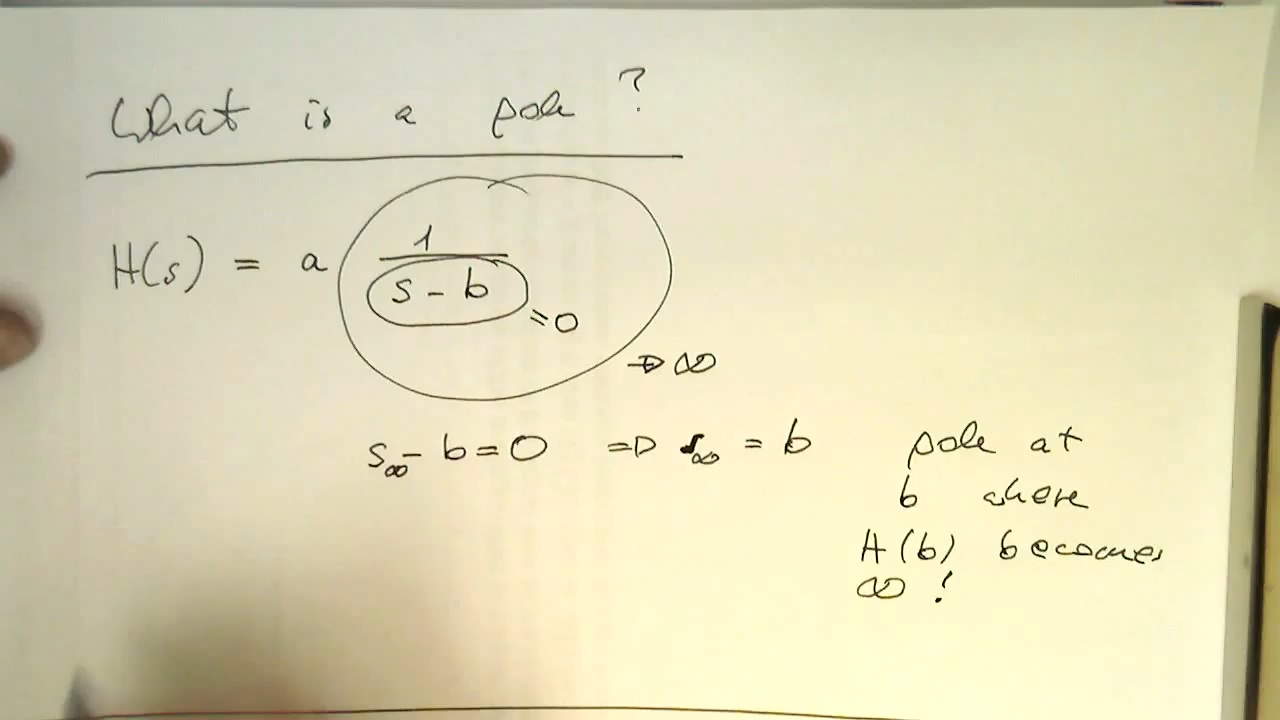 What is a pole ?
H(s) = a 1 / (s - b) = 0
→ ∞
s∞ - b = 0 ⇒ s∞ = b
pole at
b where
H(b) becomes
∞ !